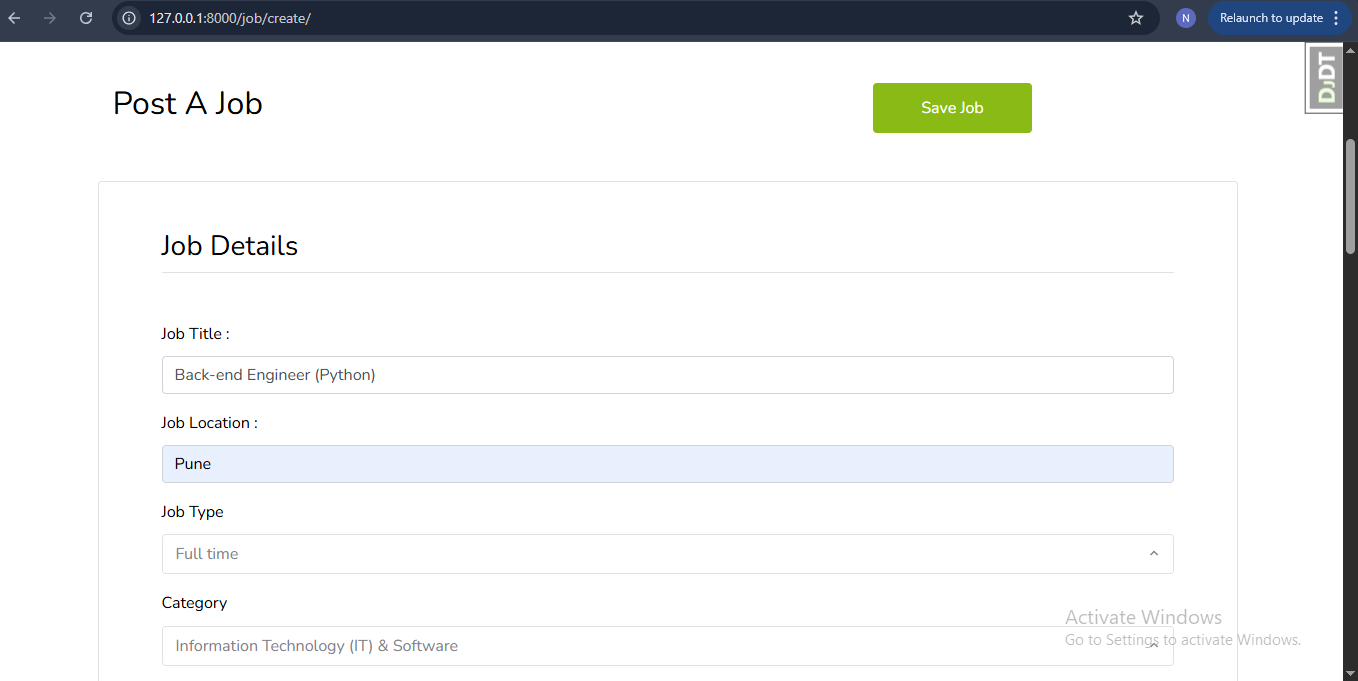 127.0.0.1:8000/job/create/
N
Relaunch to update
DJDT
Post A Job
Save Job
Job Details
Job Title :
Back-end Engineer (Python)
Job Location :
Pune
Job Type
Full time
Category
Information Technology (IT) & Software
Activate Windows
Go to Settings to activate Windows.